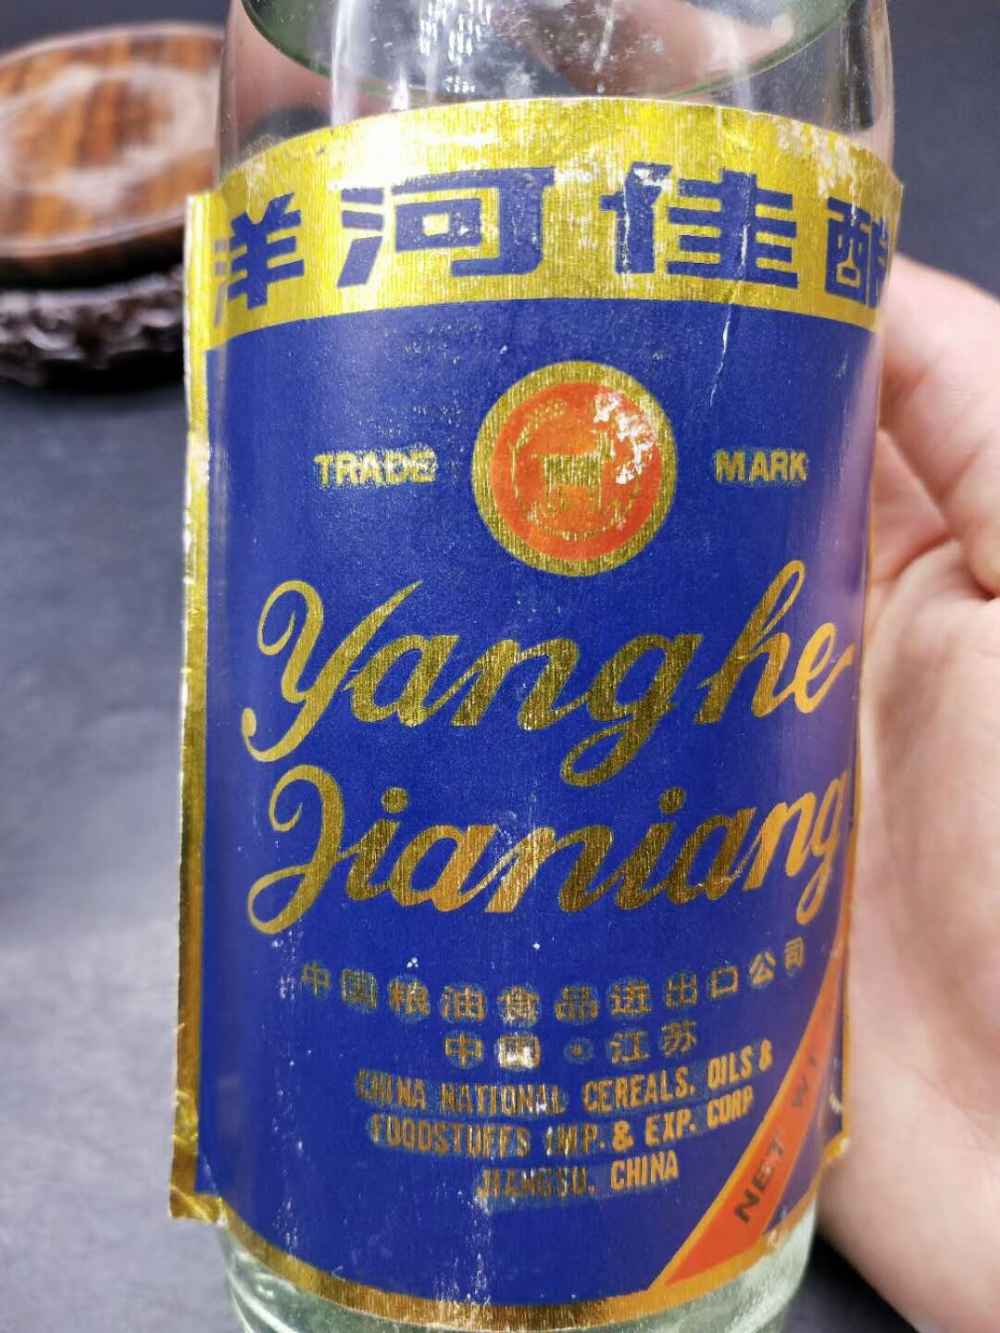 洋河佳酿
TRADE MARK
Yanghe
Jianiang
中国粮油食品进出口公司
中国·江苏
CHINA NATIONAL CEREALS, OILS &
FOODSTUFFS IMP. & EXP. CORP
JIANGSU, CHINA
NET